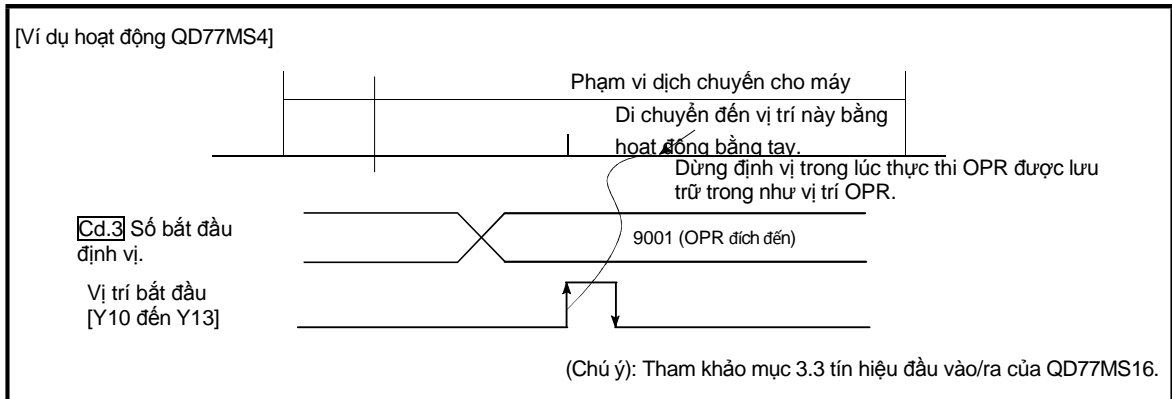 [Ví dụ hoạt động QD77MS4]
Phạm vi dịch chuyển cho máy
Di chuyển đến vị trí này bằng
hoạt động bằng tay.
Dừng định vị trong lúc thực thi OPR được lưu
trữ trong như vị trí OPR.
Cd.3 Số bắt đầu
định vị.
9001 (OPR đích đến)
Vị trí bắt đầu
[Y10 đến Y13]
(Chú ý): Tham khảo mục 3.3 tín hiệu đầu vào/ra của QD77MS16.